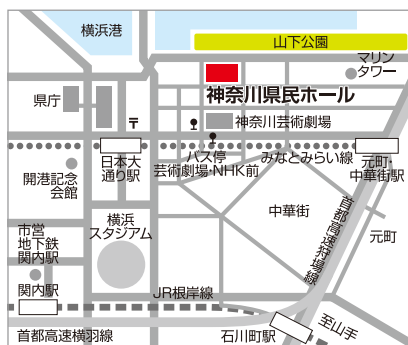 横浜港
山下公園
マリン
タワー
神奈川県民ホール
県庁
〒
神奈川芸術劇場
日本大
通り駅
バス停
芸術劇場・NHK前
みなとみらい線
元町・
中華街駅
開港記念
会館
中華街
首都高速狩場線
元町
横浜
スタジアム
市営
地下鉄
関内駅
関内駅
JR根岸線
首都高速横羽線
石川町駅
至山手